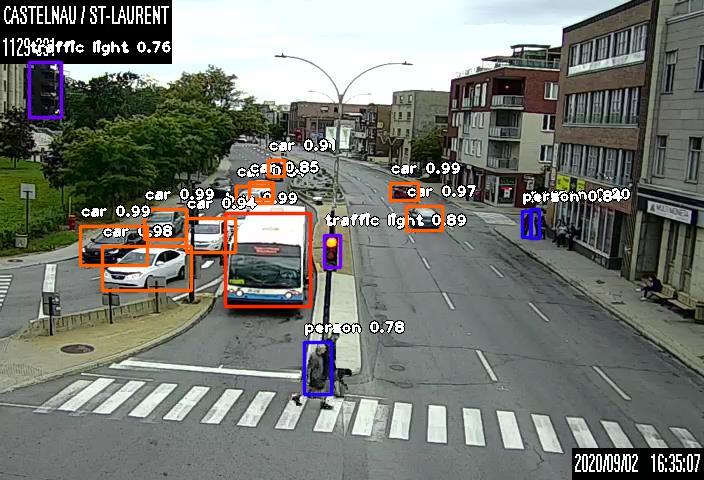 CASTELNAU / ST-LAURENT
traffic light 0.76
car 0.91
car 0.85
car 0.99
car 0.99
car 0.97
car 0.99
car 0.98
person 0.84
traffic light 0.89
person 0.78
2020/09/02 16:35:07